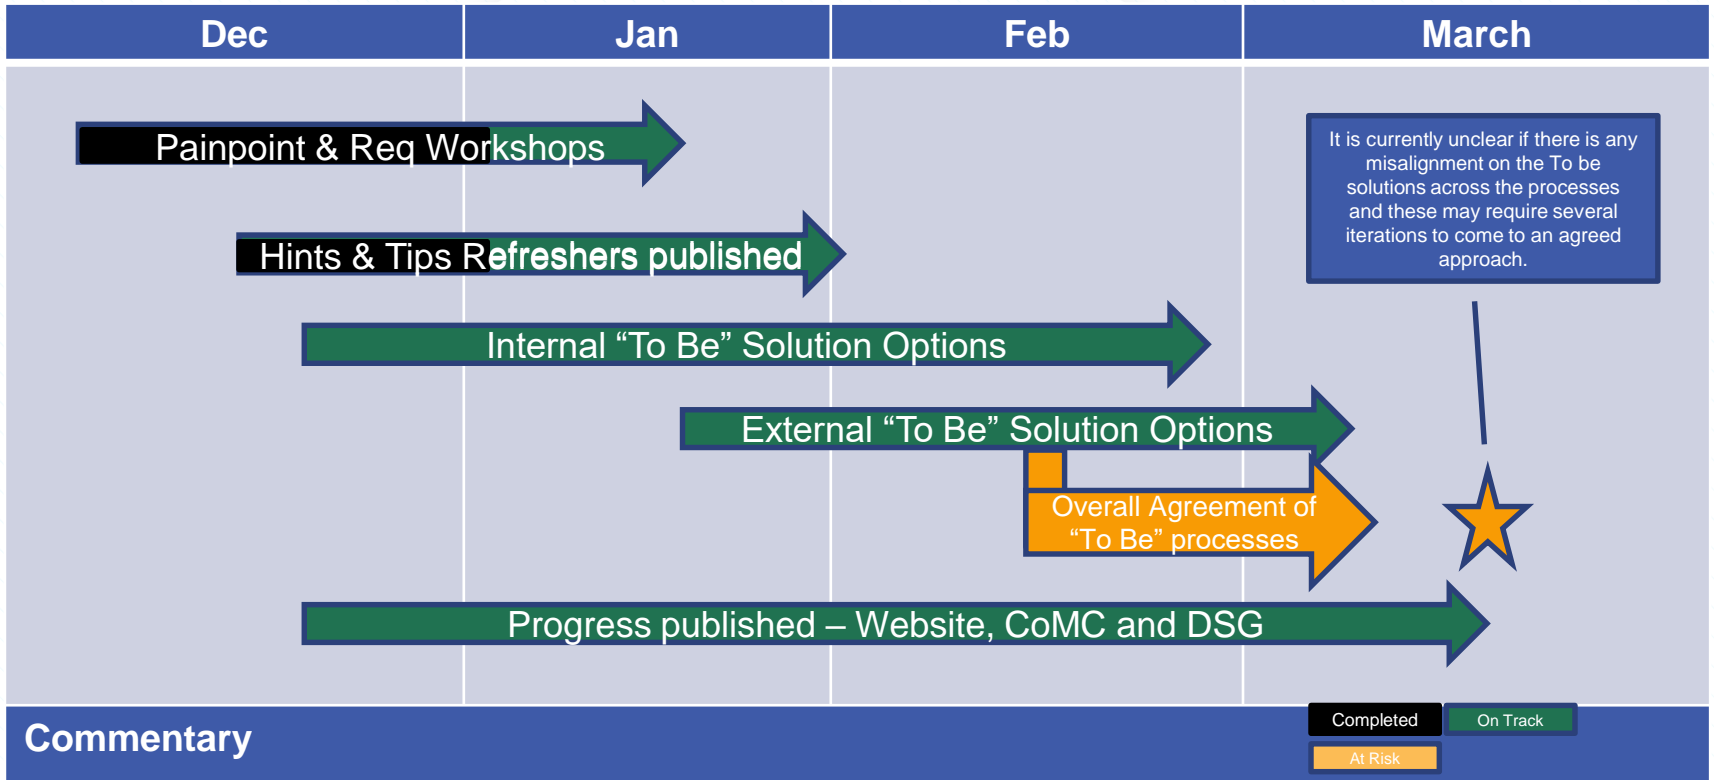 Dec Jan Feb March
Painpoint & Req Workshops
It is currently unclear if there is any
misalignment on the To be
solutions across the processes
and these may require several
iterations to come to an agreed
approach.
Hints & Tips Refreshers published
Internal “To Be” Solution Options
External “To Be” Solution Options
Overall Agreement of
“To Be” processes
Progress published – Website, CoMC and DSG
Commentary
Completed
On Track
At Risk